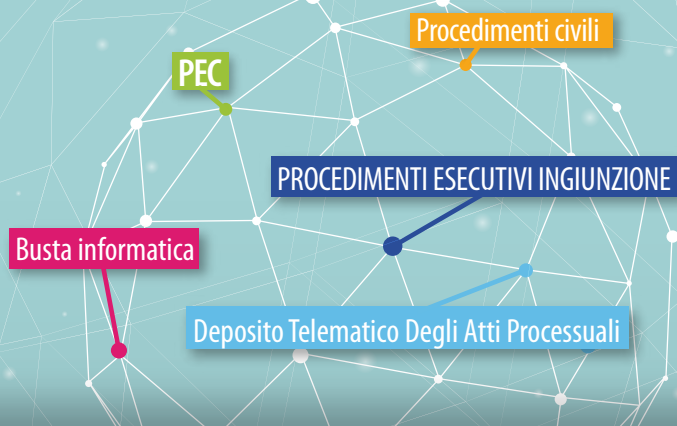 Procedimenti civili
PEC
PROCEDIMENTI ESECUTIVI INGIUNZIONE
Busta informatica
Deposito Telematico Degli Atti Processuali